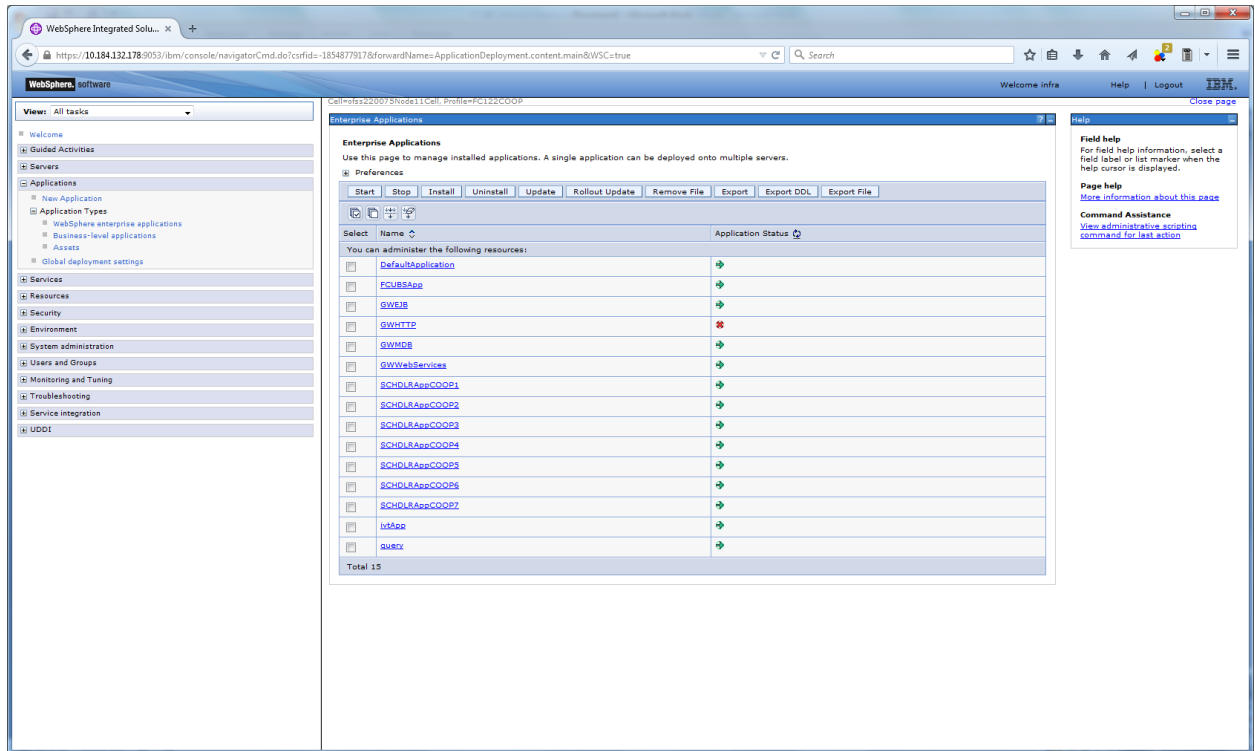 WebSphere Integrated Solu... × +
https://10.184.132.178:9053/ibm/console/navigatorCmd.do?csrfid=-1854877917&forwardName=ApplicationDeployment.content.main&WSC=true
Search
2
WebSphere. software
Welcome infra Help | Logout IBM.
View: All tasks
Welcome
Guided Activities
Servers
Applications
New Application
Application Types
WebSphere enterprise applications
Business-level applications
Assets
Global deployment settings
Services
Resources
Security
Environment
System administration
Users and Groups
Monitoring and Tuning
Troubleshooting
Service integration
UDDI
Cell=ofss220075Node11Cell, Profile=FC122COOP
Close page
Enterprise Applications ? -
Enterprise Applications
Use this page to manage installed applications. A single application can be deployed onto multiple servers.
Preferences
Start Stop Install Uninstall Update Rollout Update Remove File Export Export DDL Export File
Select Name Application Status
You can administer the following resources:
DefaultApplication
FCUBSApp
GWEJB
GWHTTP
GWMDB
GWWebServices
SCHDLRAppCOOP1
SCHDLRAppCOOP2
SCHDLRAppCOOP3
SCHDLRAppCOOP4
SCHDLRAppCOOP5
SCHDLRAppCOOP6
SCHDLRAppCOOP7
ivtApp
query
Total 15
Help
Field help
For field help information, select a
field label or list marker when the
help cursor is displayed.
Page help
More information about this page
Command Assistance
View administrative scripting
command for last action